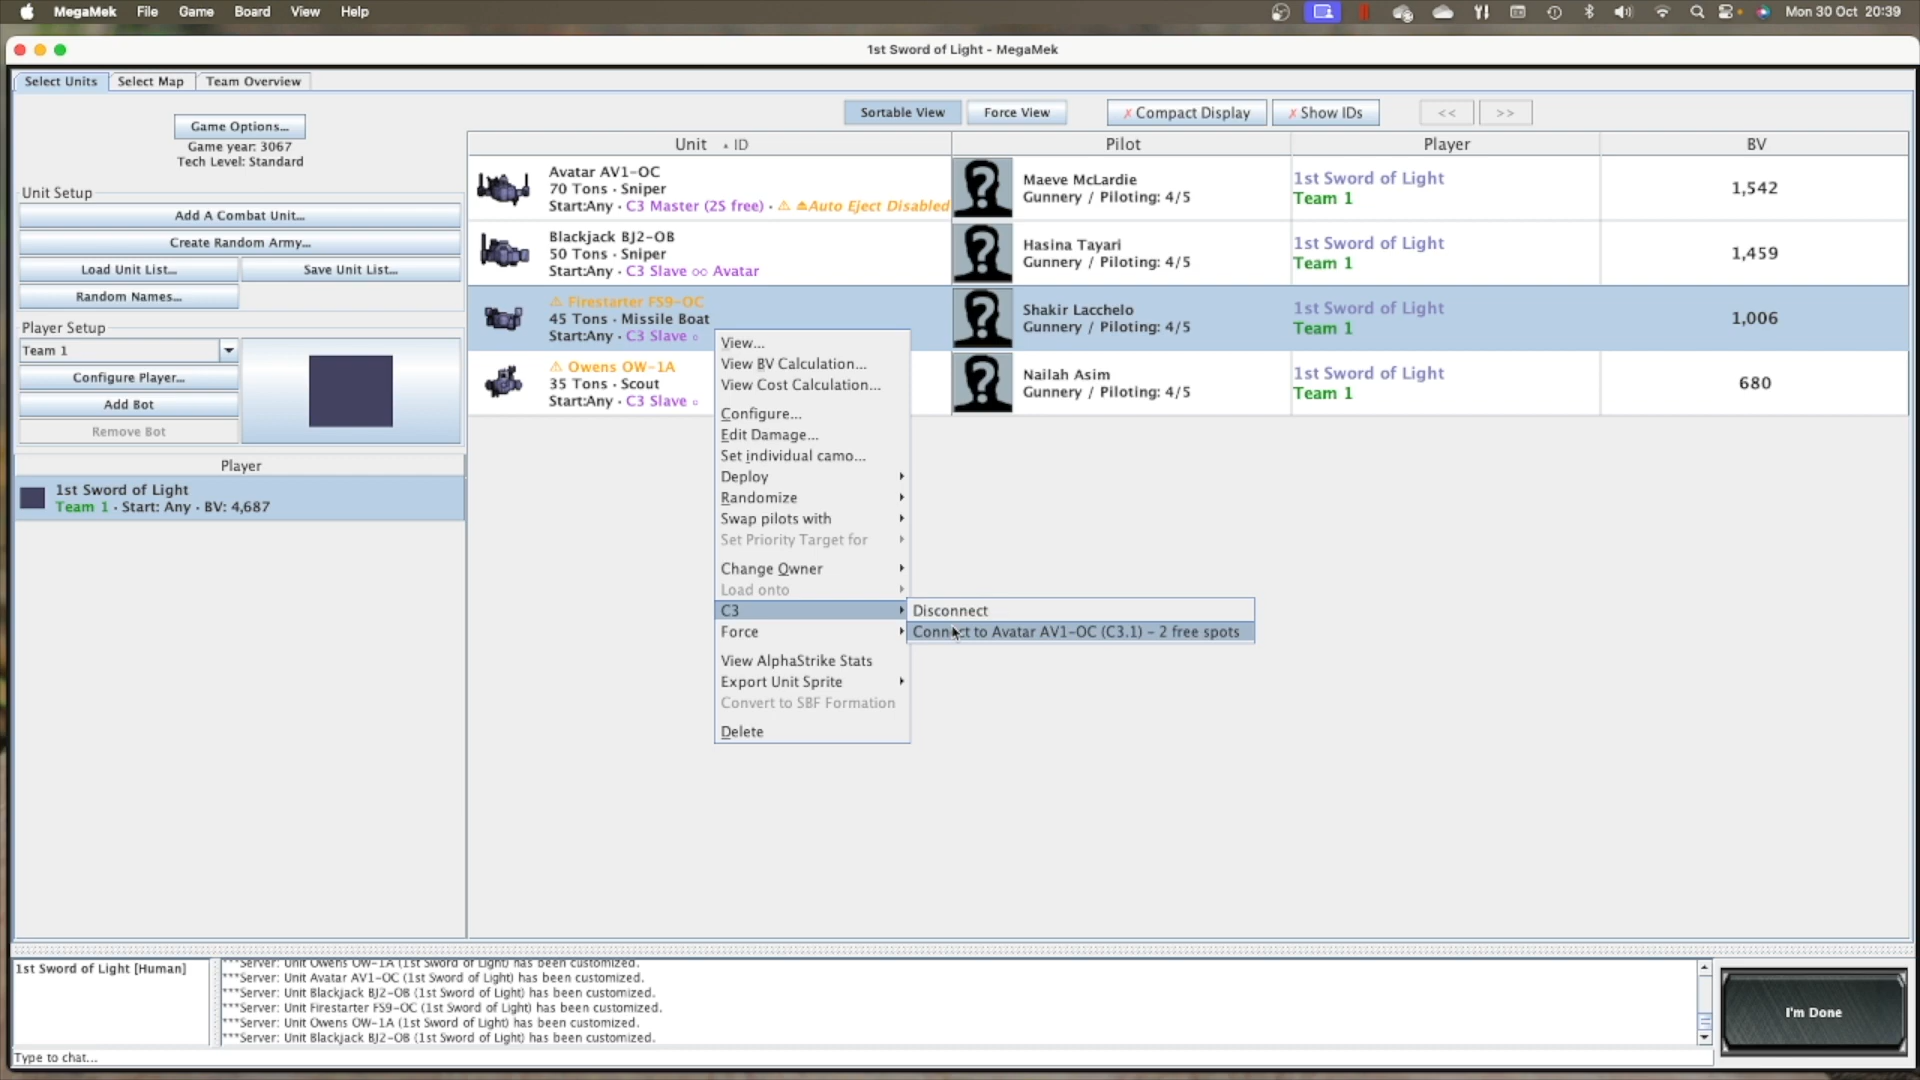 MegaMek File Game Board View Help
Mon 30 Oct 20:39
1st Sword of Light - MegaMek
Select Units Select Map Team Overview
Game Options...
Game year: 3067
Tech Level: Standard
Unit Setup
Add A Combat Unit...
Create Random Army...
Load Unit List... Save Unit List...
Random Names...
Player Setup
Team 1
Configure Player...
Add Bot
Remove Bot
Player
1st Sword of Light
Team 1 · Start: Any · BV: 4,687
Sortable View Force View ✗ Compact Display ✗ Show IDs << >>
Unit ▲ ID Pilot Player BV
Avatar AV1-OC
70 Tons · Sniper
Start:Any · C3 Master (2S free) · ⚠ ⏏Auto Eject Disabled
Maeve McLardie
Gunnery / Piloting: 4/5
1st Sword of Light
Team 1
1,542
Blackjack BJ2-OB
50 Tons · Sniper
Start:Any · C3 Slave oo Avatar
Hasina Tayari
Gunnery / Piloting: 4/5
1st Sword of Light
Team 1
1,459
⚠ Firestarter FS9-OC
45 Tons · Missile Boat
Start:Any · C3 Slave o
Shakir Lacchelo
Gunnery / Piloting: 4/5
1st Sword of Light
Team 1
1,006
⚠ Owens OW-1A
35 Tons · Scout
Start:Any · C3 Slave o
Nailah Asim
Gunnery / Piloting: 4/5
1st Sword of Light
Team 1
680
View...
View BV Calculation...
View Cost Calculation...
Configure...
Edit Damage...
Set individual camo...
Deploy
Randomize
Swap pilots with
Set Priority Target for
Change Owner
Load onto
C3
Force
View AlphaStrike Stats
Export Unit Sprite
Convert to SBF Formation
Delete
Disconnect
Connect to Avatar AV1-OC (C3.1) - 2 free spots
1st Sword of Light [Human]
***Server: Unit Owens OW-1A (1st Sword of Light) has been customized.
***Server: Unit Avatar AV1-OC (1st Sword of Light) has been customized.
***Server: Unit Blackjack BJ2-OB (1st Sword of Light) has been customized.
***Server: Unit Firestarter FS9-OC (1st Sword of Light) has been customized.
***Server: Unit Owens OW-1A (1st Sword of Light) has been customized.
***Server: Unit Blackjack BJ2-OB (1st Sword of Light) has been customized.
Type to chat...
I'm Done